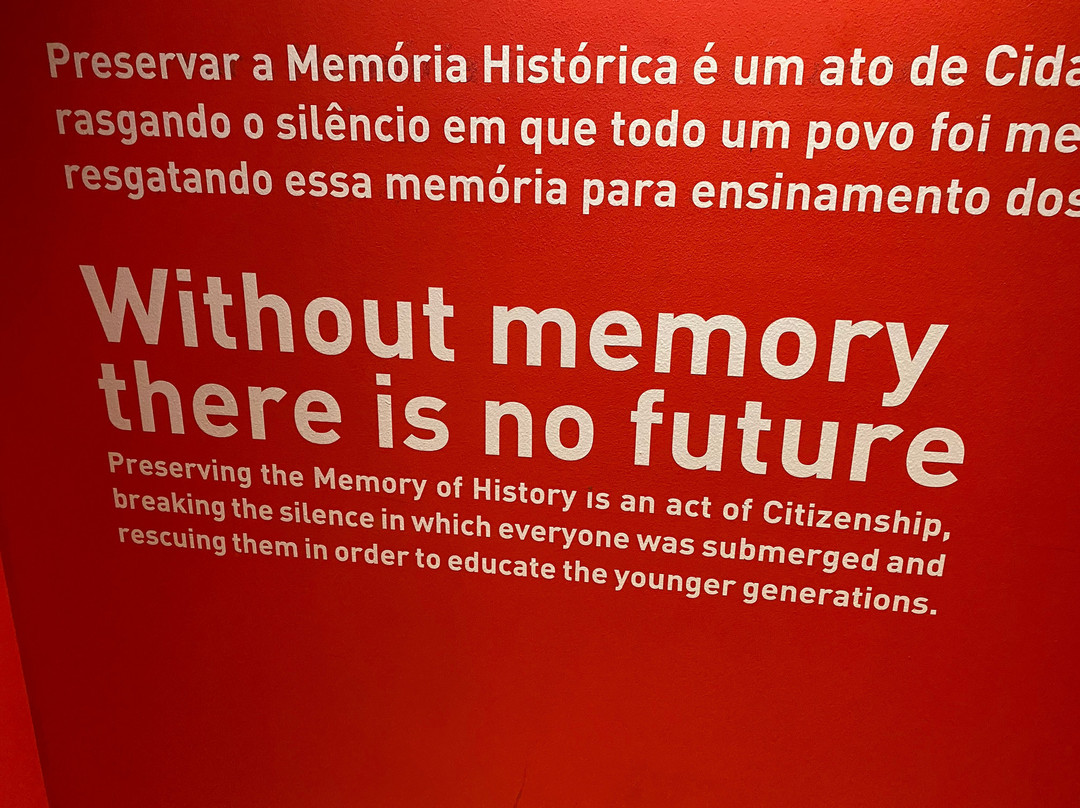 Preservar a Memória Histórica é um ato de
rasgando o silêncio em que todo um povo foi
resgatando essa memória para ensinamento dos
Without memory
there is no future
Preserving the Memory of History is an act of Citizenship,
breaking the silence in which everyone was submerged and
rescuing them in order to educate the younger generations.